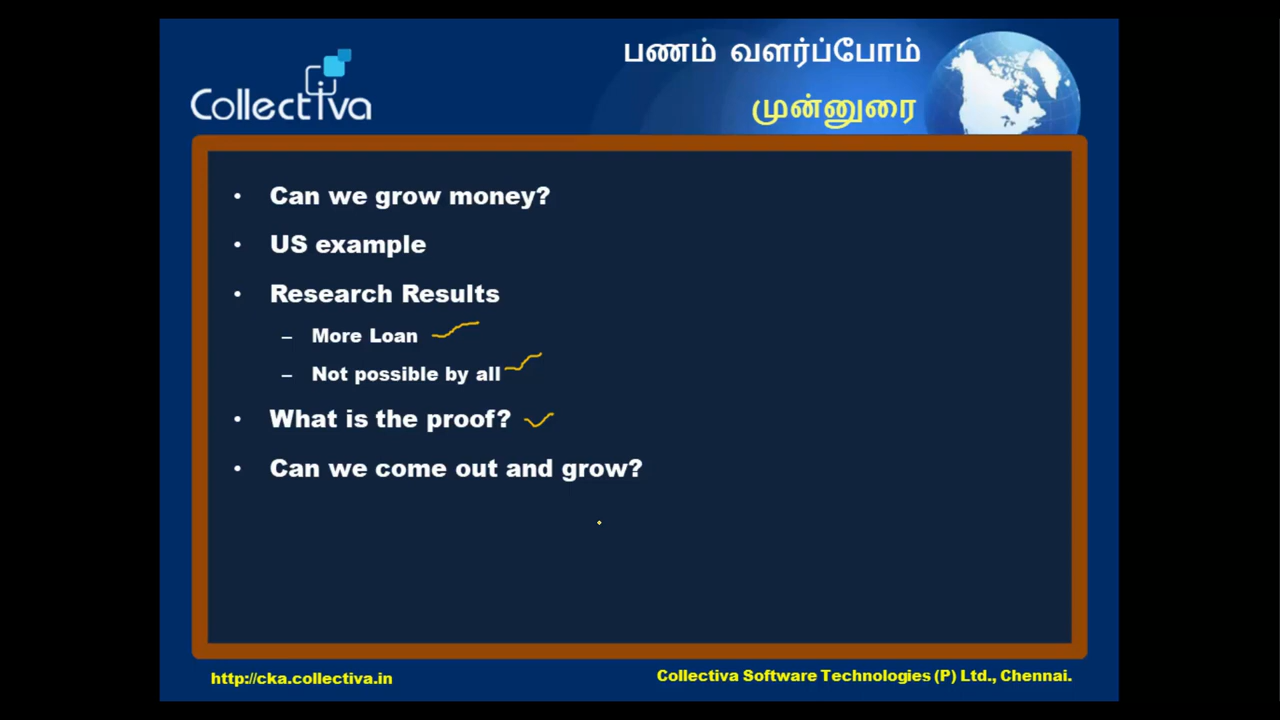 Collectiva
பணம் வளர்ப்போம்
முன்னுரை
• Can we grow money?
• US example
• Research Results
– More Loan
– Not possible by all
• What is the proof?
• Can we come out and grow?
http://cka.collectiva.in
Collectiva Software Technologies (P) Ltd., Chennai.